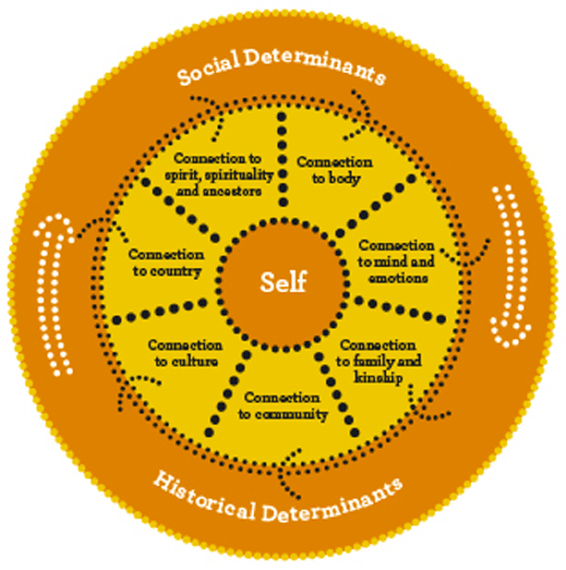 Social Determinants
Connection to
spirit, spirituality
and ancestors
Connection
to body
Connection
to country
Self
Connection
to mind and
emotions
Connection
to culture
Connection
to family and
kinship
Connection
to community
Historical Determinants